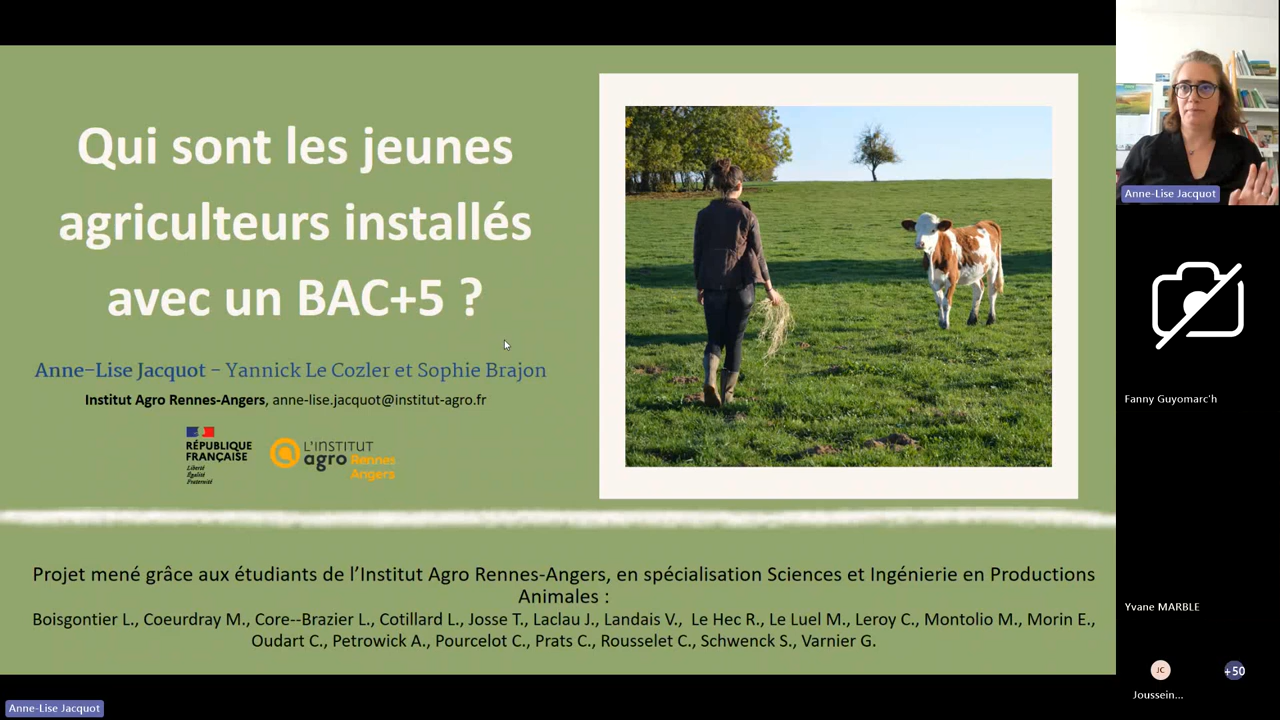 Qui sont les jeunes
agriculteurs installés
avec un BAC+5 ?
Anne-Lise Jacquot – Yannick Le Cozler et Sophie Brajon
Institut Agro Rennes-Angers, anne-lise.jacquot@institut-agro.fr
RÉPUBLIQUE
FRANÇAISE
Liberté
Égalité
Fraternité
L'INSTITUT
agro Rennes
Angers
Projet mené grâce aux étudiants de l'Institut Agro Rennes-Angers, en spécialisation Sciences et Ingénierie en Productions
Animales :
Boisgontier L., Coeurdray M., Core--Brazier L., Cotillard L., Josse T., Laclau J., Landais V., Le Hec R., Le Luel M., Leroy C., Montolio M., Morin E.,
Oudart C., Petrowick A., Pourcelot C., Prats C., Rousselet C., Schwenck S., Varnier G.
Anne-Lise Jacquot
Anne-Lise Jacquot
Fanny Guyomarc'h
Yvane MARBLE
JC
+50
Joussein...